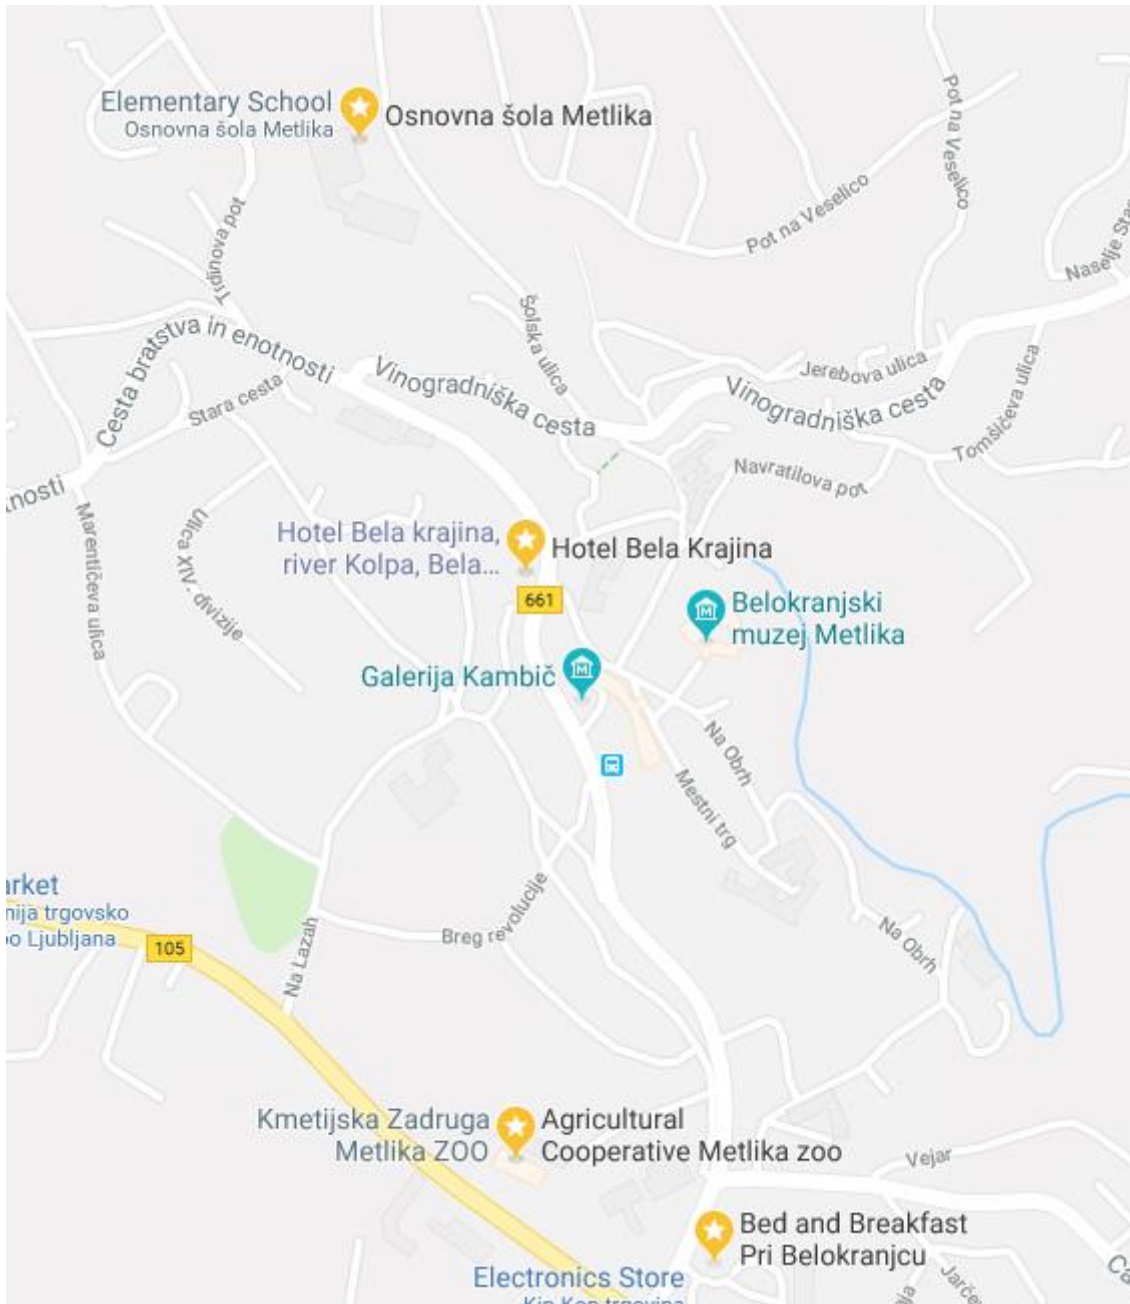 Elementary School
Osnovna šola Metlika
Osnovna šola Metlika
Pot na Veselico
Pot na Veselico
Naselje
Trdinova pot
Šolska ulica
Cesta bratstva in enotnosti
Vinogradniška cesta
Jerebova ulica
Vinogradniška cesta
Tomšičeva ulica
Stara cesta
Navratilova pot
Marentičeva ulica
Ulica XIV. divizije
Hotel Bela krajina,
river Kolpa, Bela...
Hotel Bela Krajina
661
Belokranjski
muzej Metlika
Galerija Kambič
Na Obrh
Mestni trg
Na Obrh
Breg revolucije
Na Lazah
nija trgovsko
Ljubljana
105
Kmetijska Zadruga
Metlika ZOO
Agricultural
Cooperative Metlika zoo
Vejar
Bed and Breakfast
Pri Belokranjcu
Electronics Store